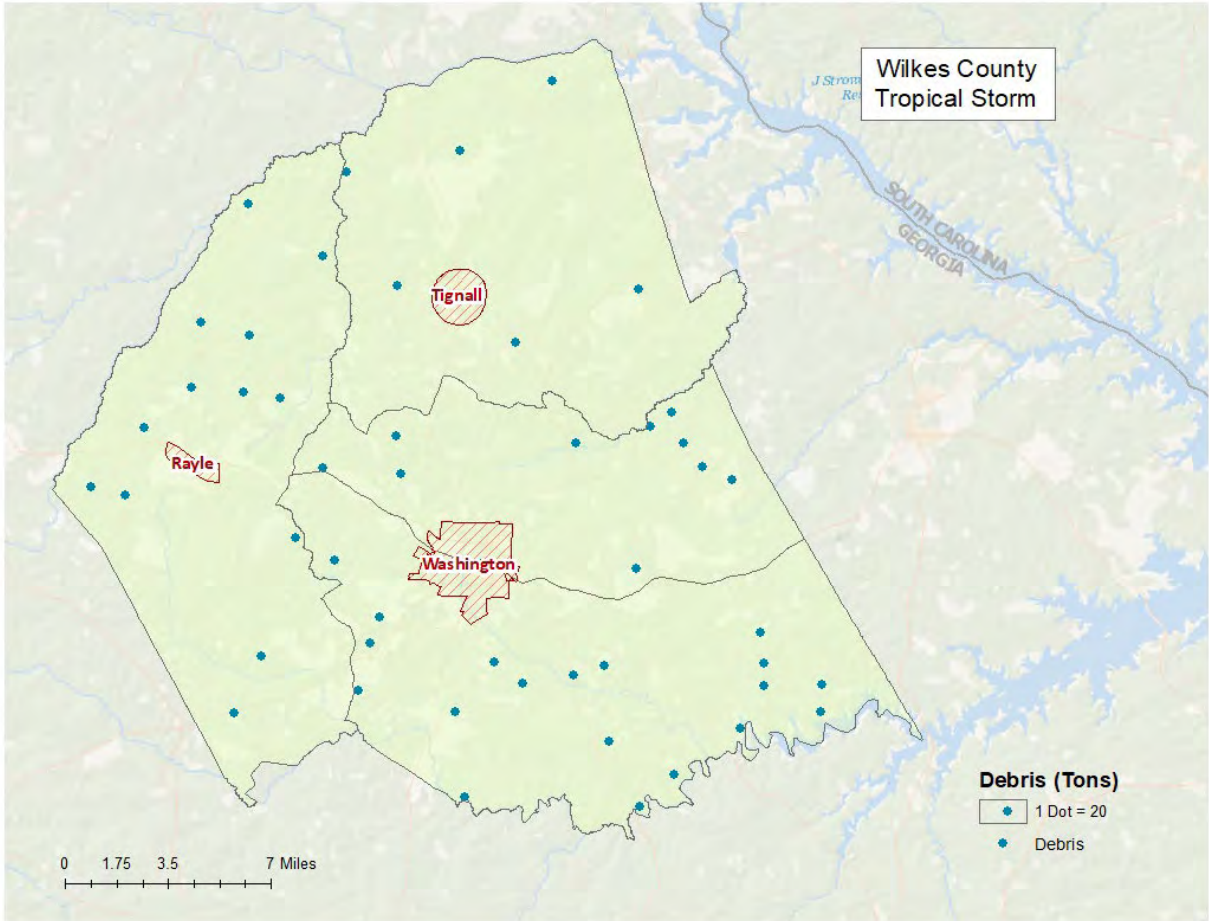 Wilkes County
Tropical Storm
J Strom
SOUTH CAROLINA
GEORGIA
Tignall
Rayle
Washington
Debris (Tons)
1 Dot = 20
Debris
0 1.75 3.5 7 Miles